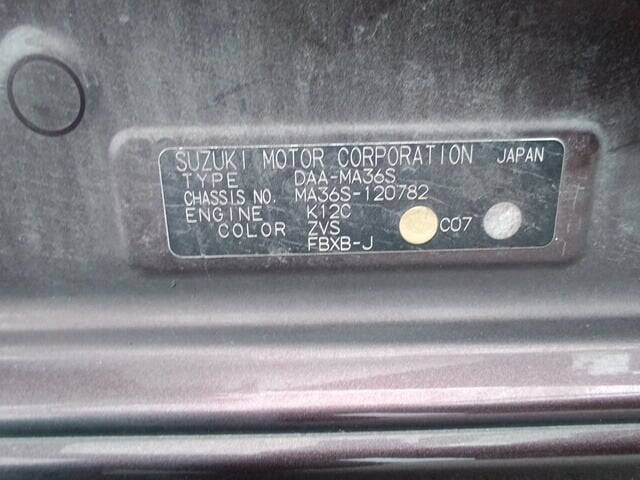 SUZUKI MOTOR CORPORATION JAPAN
TYPE DAA-MA36S
CHASSIS NO. MA36S-120782
ENGINE K12C
COLOR ZVS C07
FBXB-J